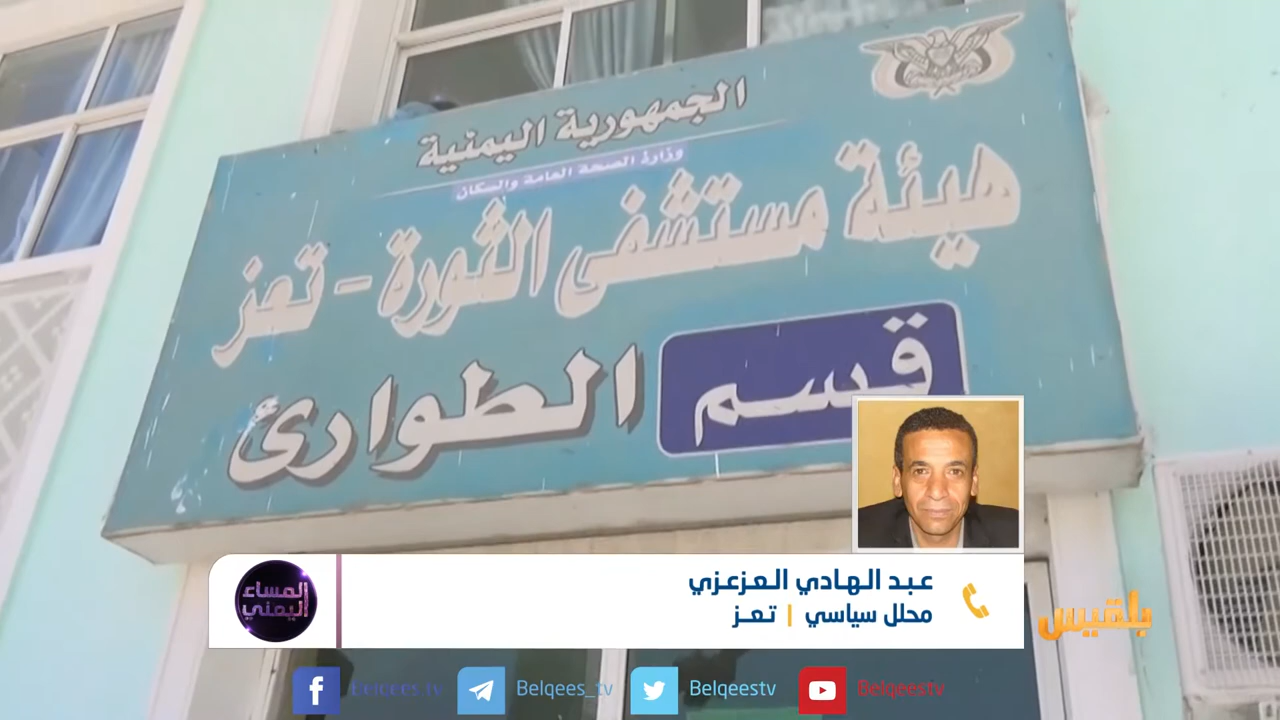 الجمهورية اليمنية
وزارة الصحة العامة والسكان
هيئة مستشفى الثورة - تعز
قسم الطوارئ
عبد الهادي العزعزي
محلل سياسي | تعز
المساء
اليمني
بلقيس
Belqees.tv
Belqees_tv
Belqeestv
Belqeestv